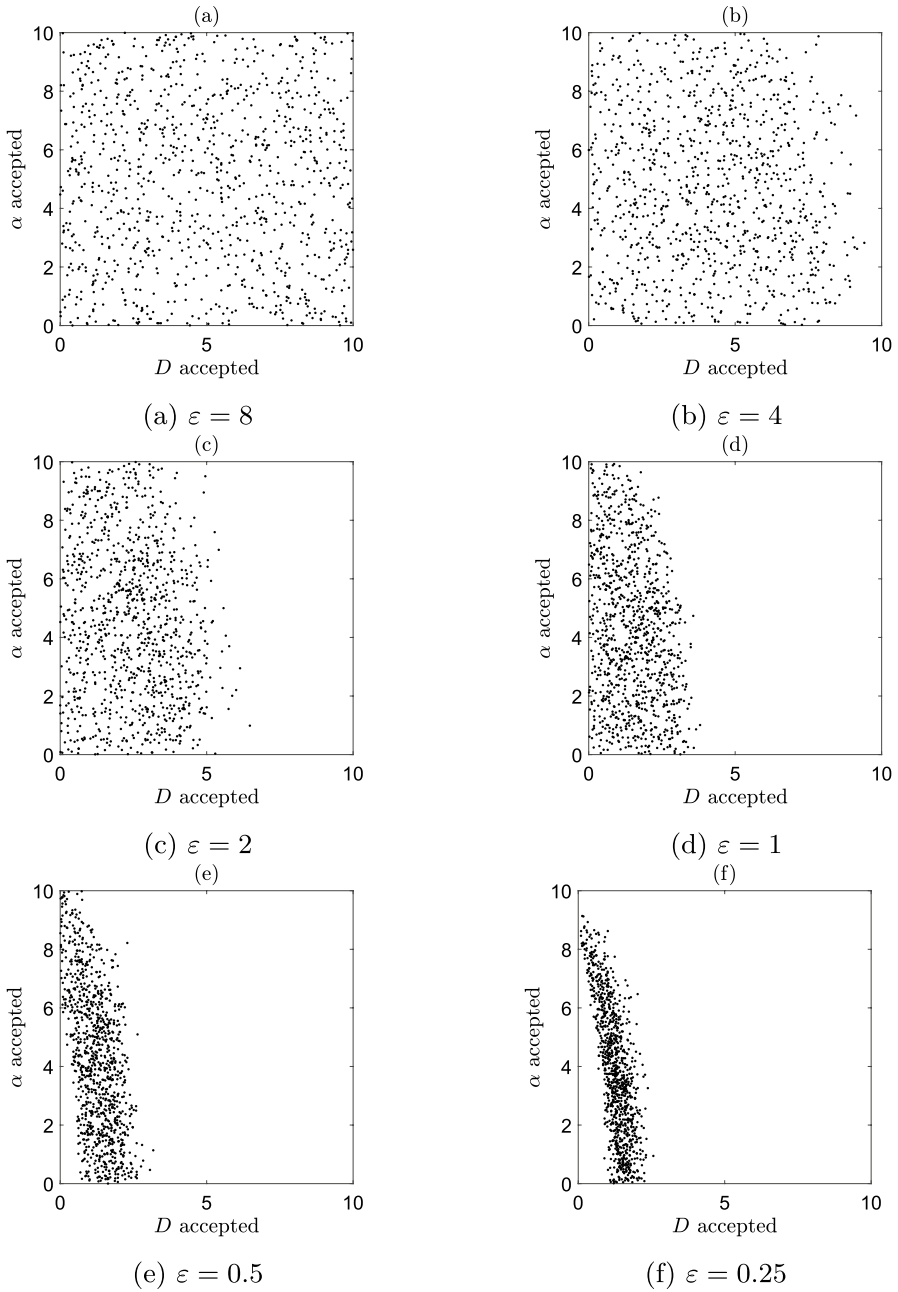 (a)
10
8
6
4
2
0
α accepted
0 5 10
D accepted
(a) ε = 8
(b)
10
8
6
4
2
0
α accepted
0 5 10
D accepted
(b) ε = 4
(c)
10
8
6
4
2
0
α accepted
0 5 10
D accepted
(c) ε = 2
(d)
10
8
6
4
2
0
α accepted
0 5 10
D accepted
(d) ε = 1
(e)
10
8
6
4
2
0
α accepted
0 5 10
D accepted
(e) ε = 0.5
(f)
10
8
6
4
2
0
α accepted
0 5 10
D accepted
(f) ε = 0.25